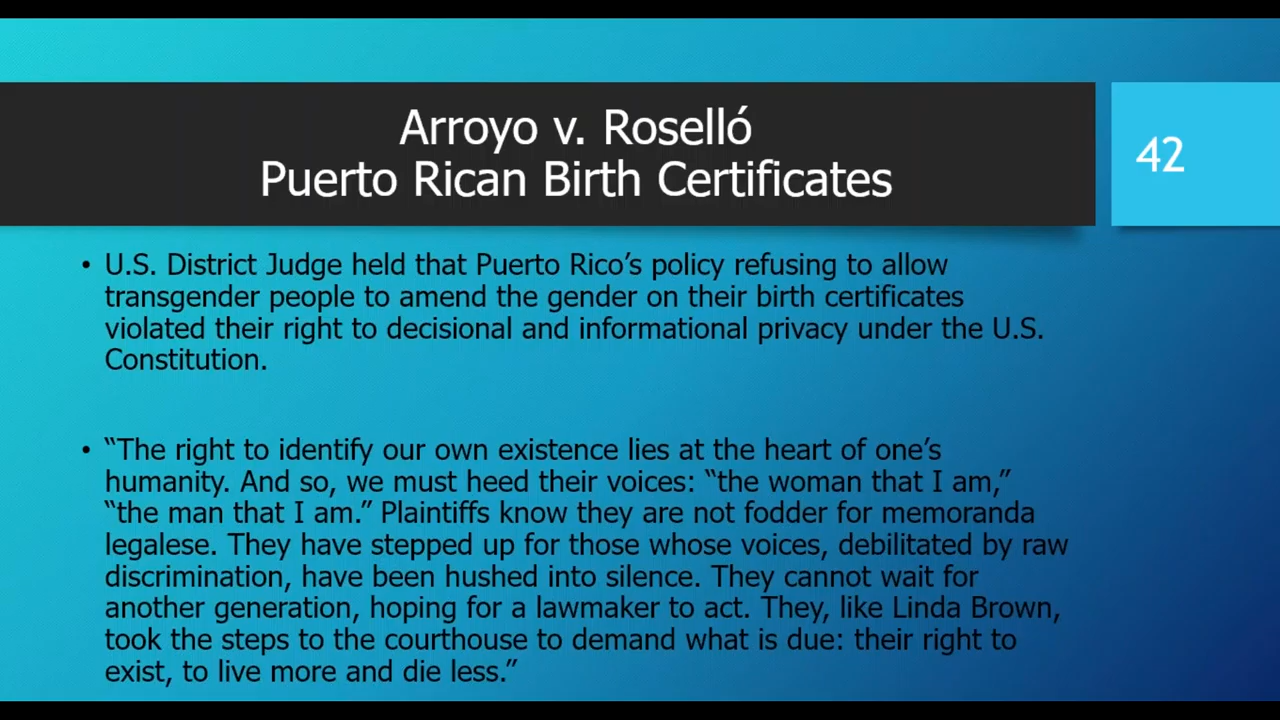 Arroyo v. Roselló
Puerto Rican Birth Certificates
42
• U.S. District Judge held that Puerto Rico’s policy refusing to allow
transgender people to amend the gender on their birth certificates
violated their right to decisional and informational privacy under the U.S.
Constitution.
• “The right to identify our own existence lies at the heart of one’s
humanity. And so, we must heed their voices: “the woman that I am,”
“the man that I am.” Plaintiffs know they are not fodder for memoranda
legalese. They have stepped up for those whose voices, debilitated by raw
discrimination, have been hushed into silence. They cannot wait for
another generation, hoping for a lawmaker to act. They, like Linda Brown,
took the steps to the courthouse to demand what is due: their right to
exist, to live more and die less.”